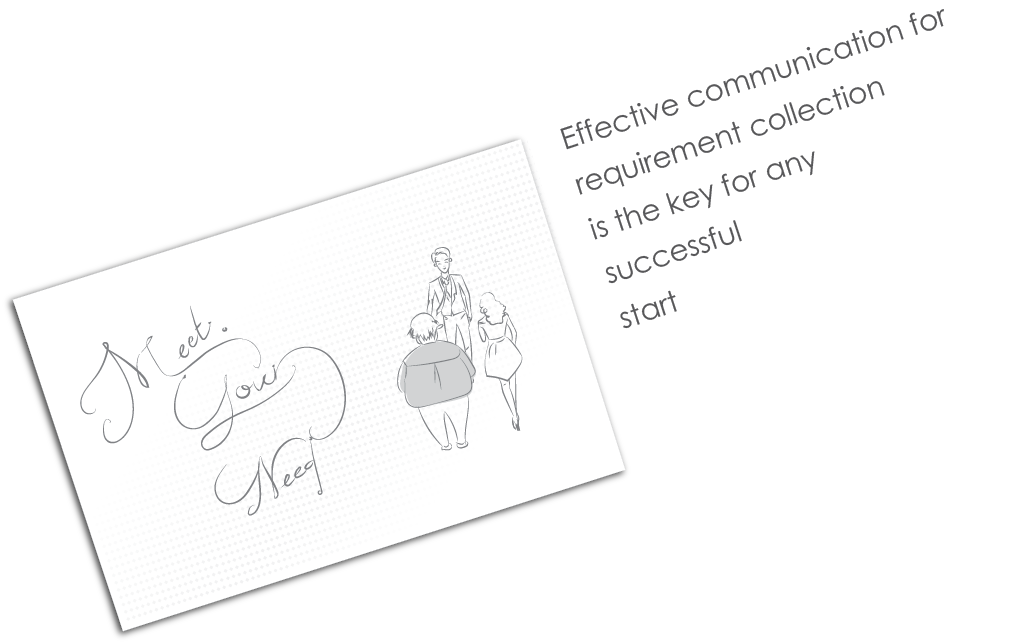 Meet
Your
Need
Effective communication for
requirement collection
is the key for any
successful
start